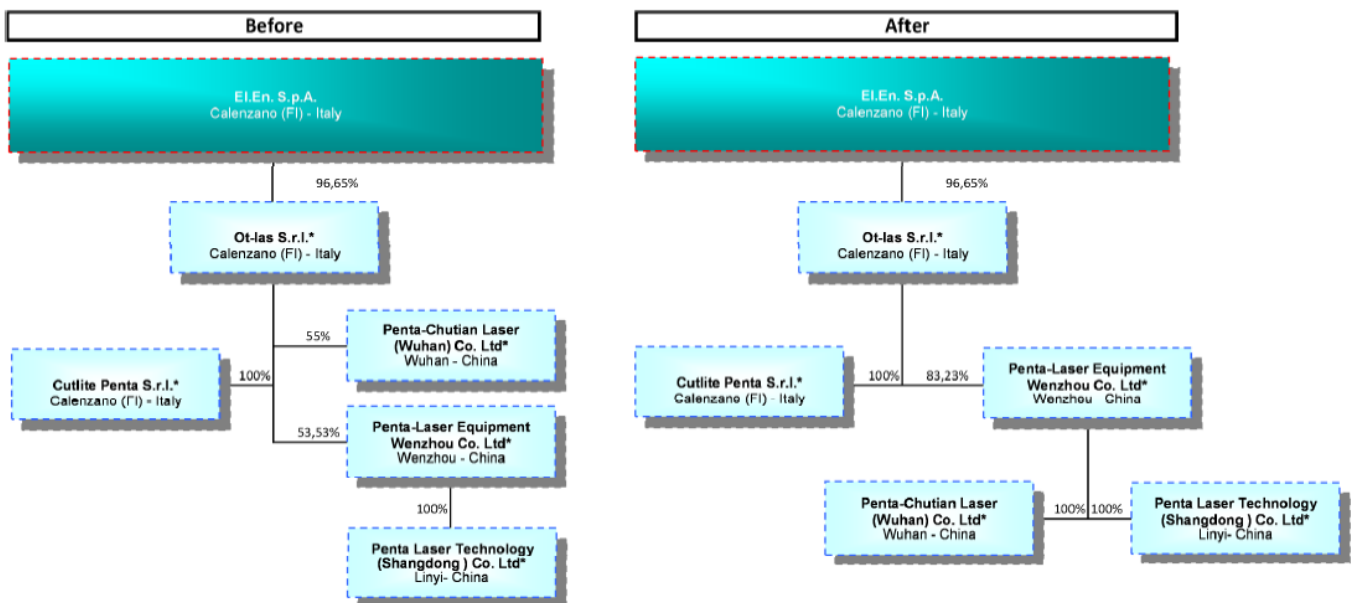 Before
El.En. S.p.A.
Calenzano (FI) - Italy
96,65%
Ot-las S.r.l.*
Calenzano (FI) - Italy
55%
Penta-Chutian Laser
(Wuhan) Co. Ltd*
Wuhan - China
Cutlite Penta S.r.l.*
Calenzano (FI) - Italy
100%
53,53%
Penta-Laser Equipment
Wenzhou Co. Ltd*
Wenzhou - China
100%
Penta Laser Technology
(Shangdong ) Co. Ltd*
Linyi- China
After
El.En. S.p.A.
Calenzano (FI) - Italy
96,65%
Ot-las S.r.l.*
Calenzano (FI) - Italy
Cutlite Penta S.r.l.*
Calenzano (FI) - Italy
100%
83,23%
Penta-Laser Equipment
Wenzhou Co. Ltd*
Wenzhou - China
Penta-Chutian Laser
(Wuhan) Co. Ltd*
Wuhan - China
100%
100%
Penta Laser Technology
(Shangdong ) Co. Ltd*
Linyi- China